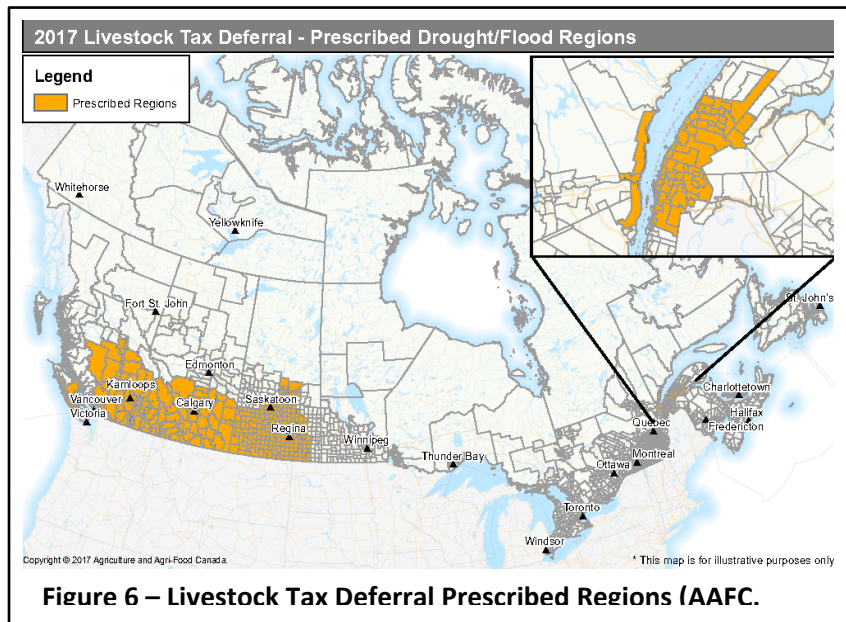 2017 Livestock Tax Deferral - Prescribed Drought/Flood Regions
Legend
Prescribed Regions
Whitehorse
Yellowknife
Fort St. John
St. John's
Edmonton
Kamloops
Charlottetown
Vancouver
Calgary
Saskatoon
Quebec
Halifax
Victoria
Regina
Fredericton
Winnipeg
Thunder Bay
Montreal
Ottawa
Toronto
Windsor
Copyright © 2017 Agriculture and Agri-Food Canada.
* This map is for illustrative purposes only
Figure 6 – Livestock Tax Deferral Prescribed Regions (AAFC,